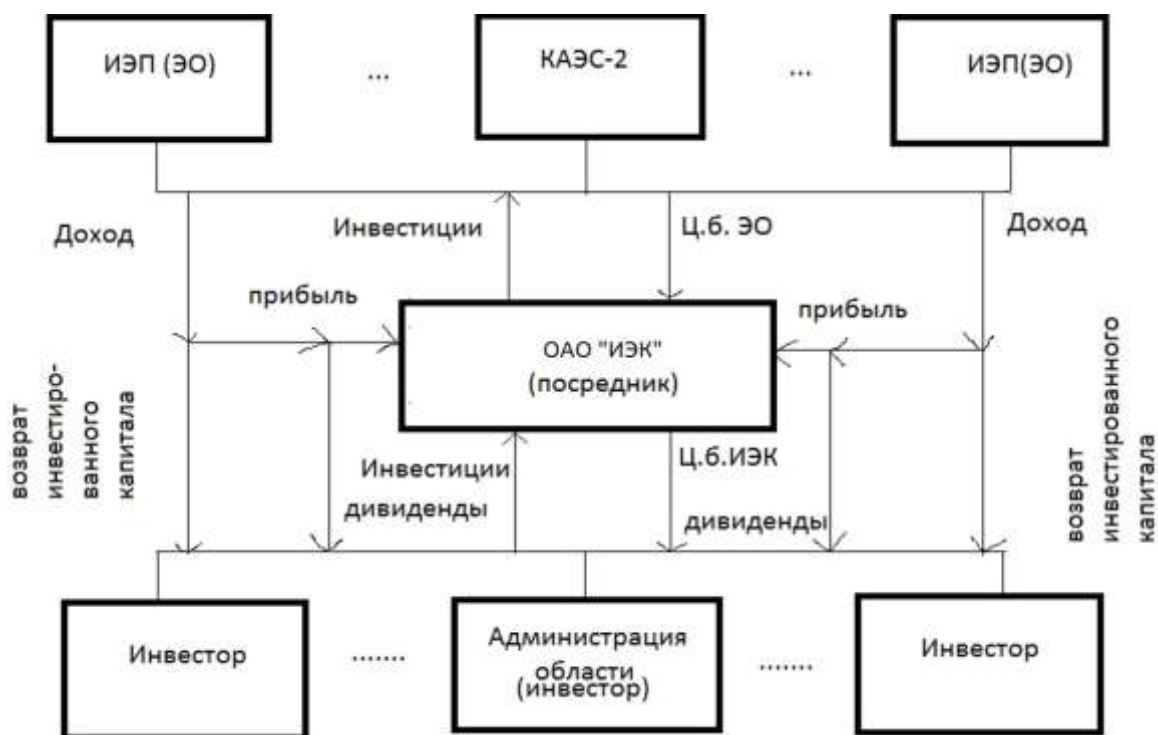 ИЭП (ЭО)
...
КАЭС-2
...
ИЭП(ЭО)
Доход
Инвестиции
Ц.б. ЭО
Доход
прибыль
прибыль
ОАО "ИЭК"
(посредник)
возврат
инвестиро-
ванного
капитала
возврат
инвестированного
капитала
Инвестиции
Ц.б.ИЭК
дивиденды
дивиденды
Инвестор
.......
Администрация
области
(инвестор)
.......
Инвестор